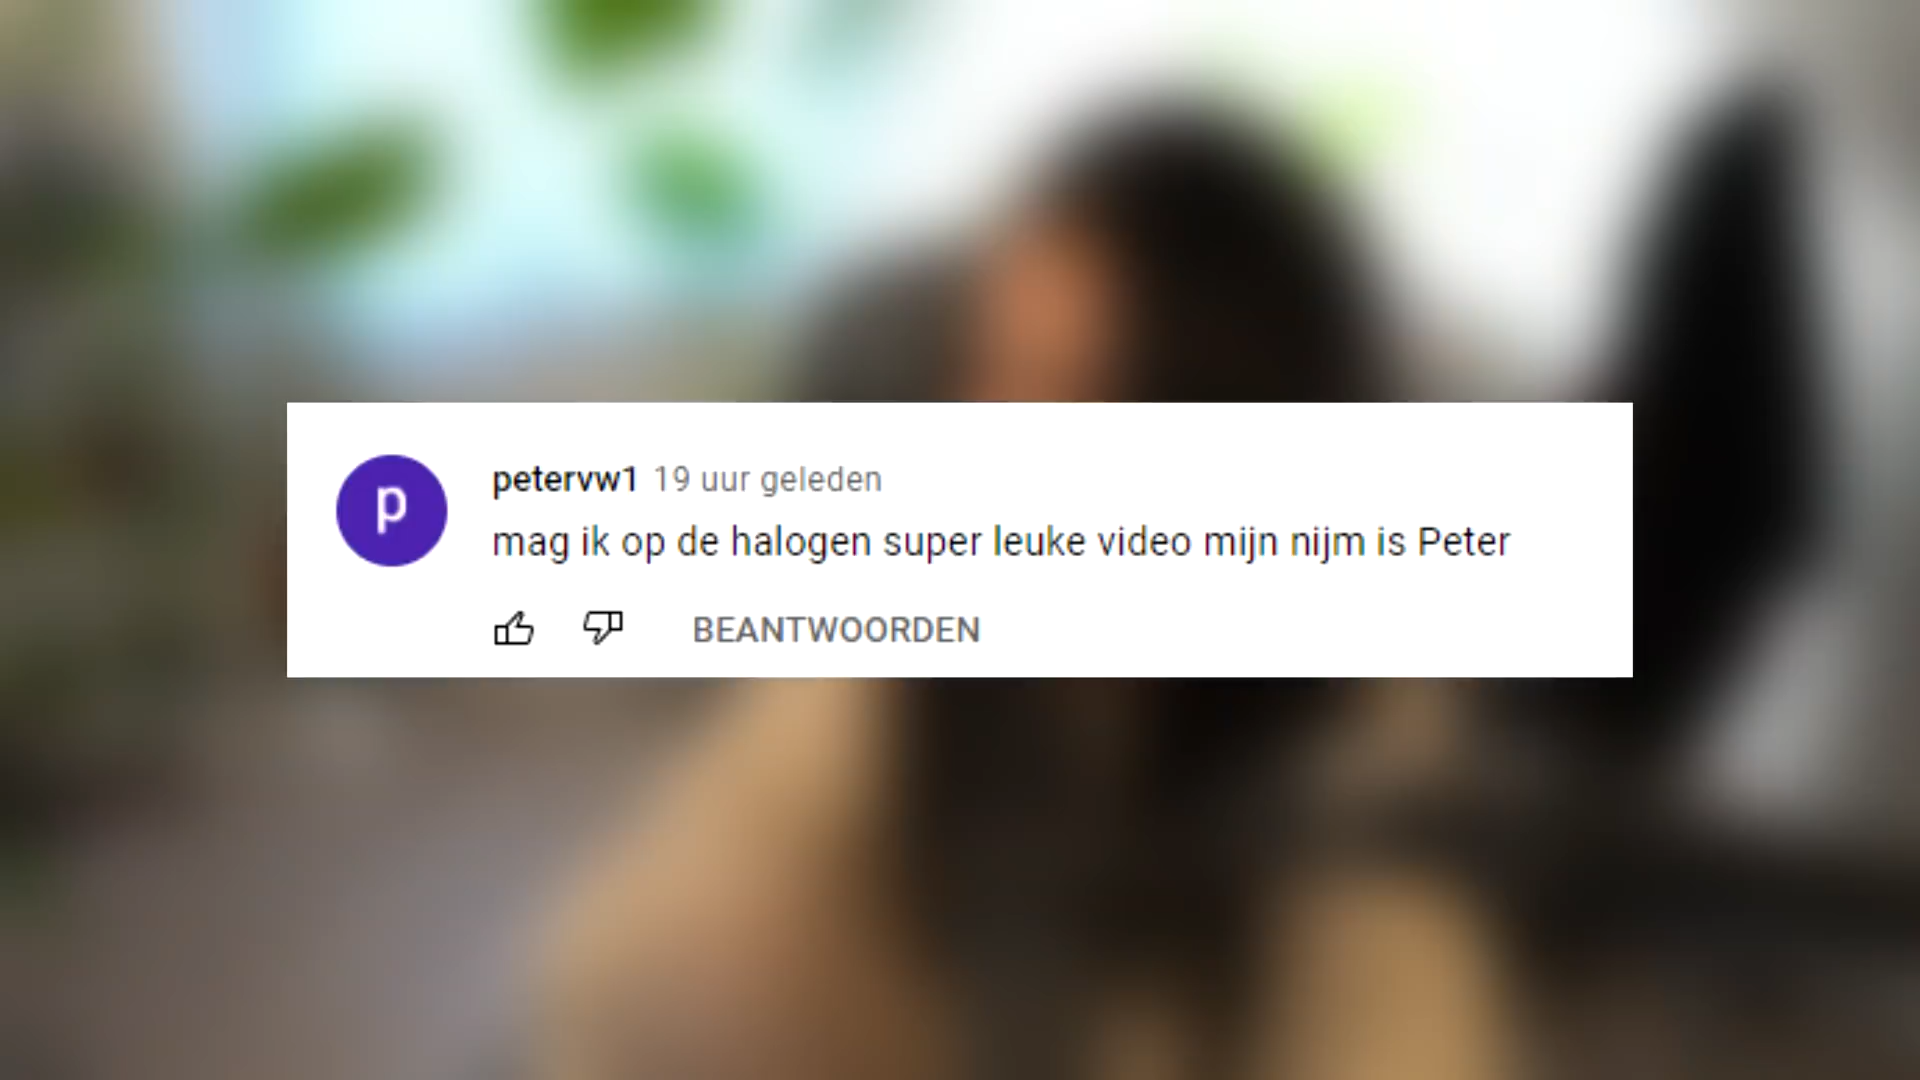 p
petervw1 19 uur geleden
mag ik op de halogen super leuke video mijn nijm is Peter
BEANTWOORDEN